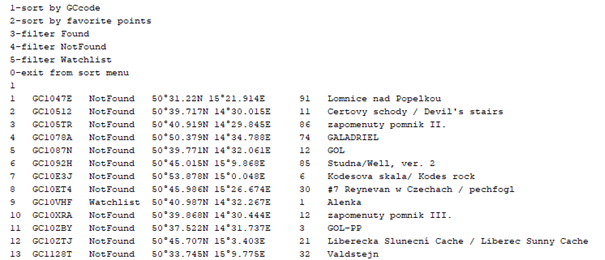 1-sort by GCcode
2-sort by favorite points
3-filter Found
4-filter NotFound
5-filter Watchlist
0-exit from sort menu
1
1 GC1047E NotFound 50°31.22N 15°21.914E 91 Lomnice nad Popelkou
2 GC10512 NotFound 50°39.717N 14°30.015E 11 Certovy schody / Devil's stairs
3 GC105TR NotFound 50°40.919N 14°29.845E 86 zapomenuty pomnik II.
4 GC1078A NotFound 50°50.379N 14°34.788E 74 GALADRIEL
5 GC1087N NotFound 50°39.771N 14°32.061E 12 GOL
6 GC1092H NotFound 50°45.015N 15°9.868E 85 Studna/Well, ver. 2
7 GC10E3J NotFound 50°53.878N 15°0.048E 6 Kodesova skala/ Kodes rock
8 GC10ET4 NotFound 50°45.986N 15°26.674E 30 #7 Reynevan w Czechach / pechfogl
9 GC10VHF Watchlist 50°40.987N 14°32.267E 1 Alenka
10 GC10XRA NotFound 50°39.868N 14°30.444E 12 zapomenuty pomnik III.
11 GC10ZBY NotFound 50°37.522N 14°31.737E 3 GOL-PP
12 GC10ZTJ NotFound 50°45.707N 15°3.403E 21 Liberecka Slunecni Cache / Liberec Sunny Cache
13 GC1128T NotFound 50°33.745N 15°9.775E 32 Valdstejn